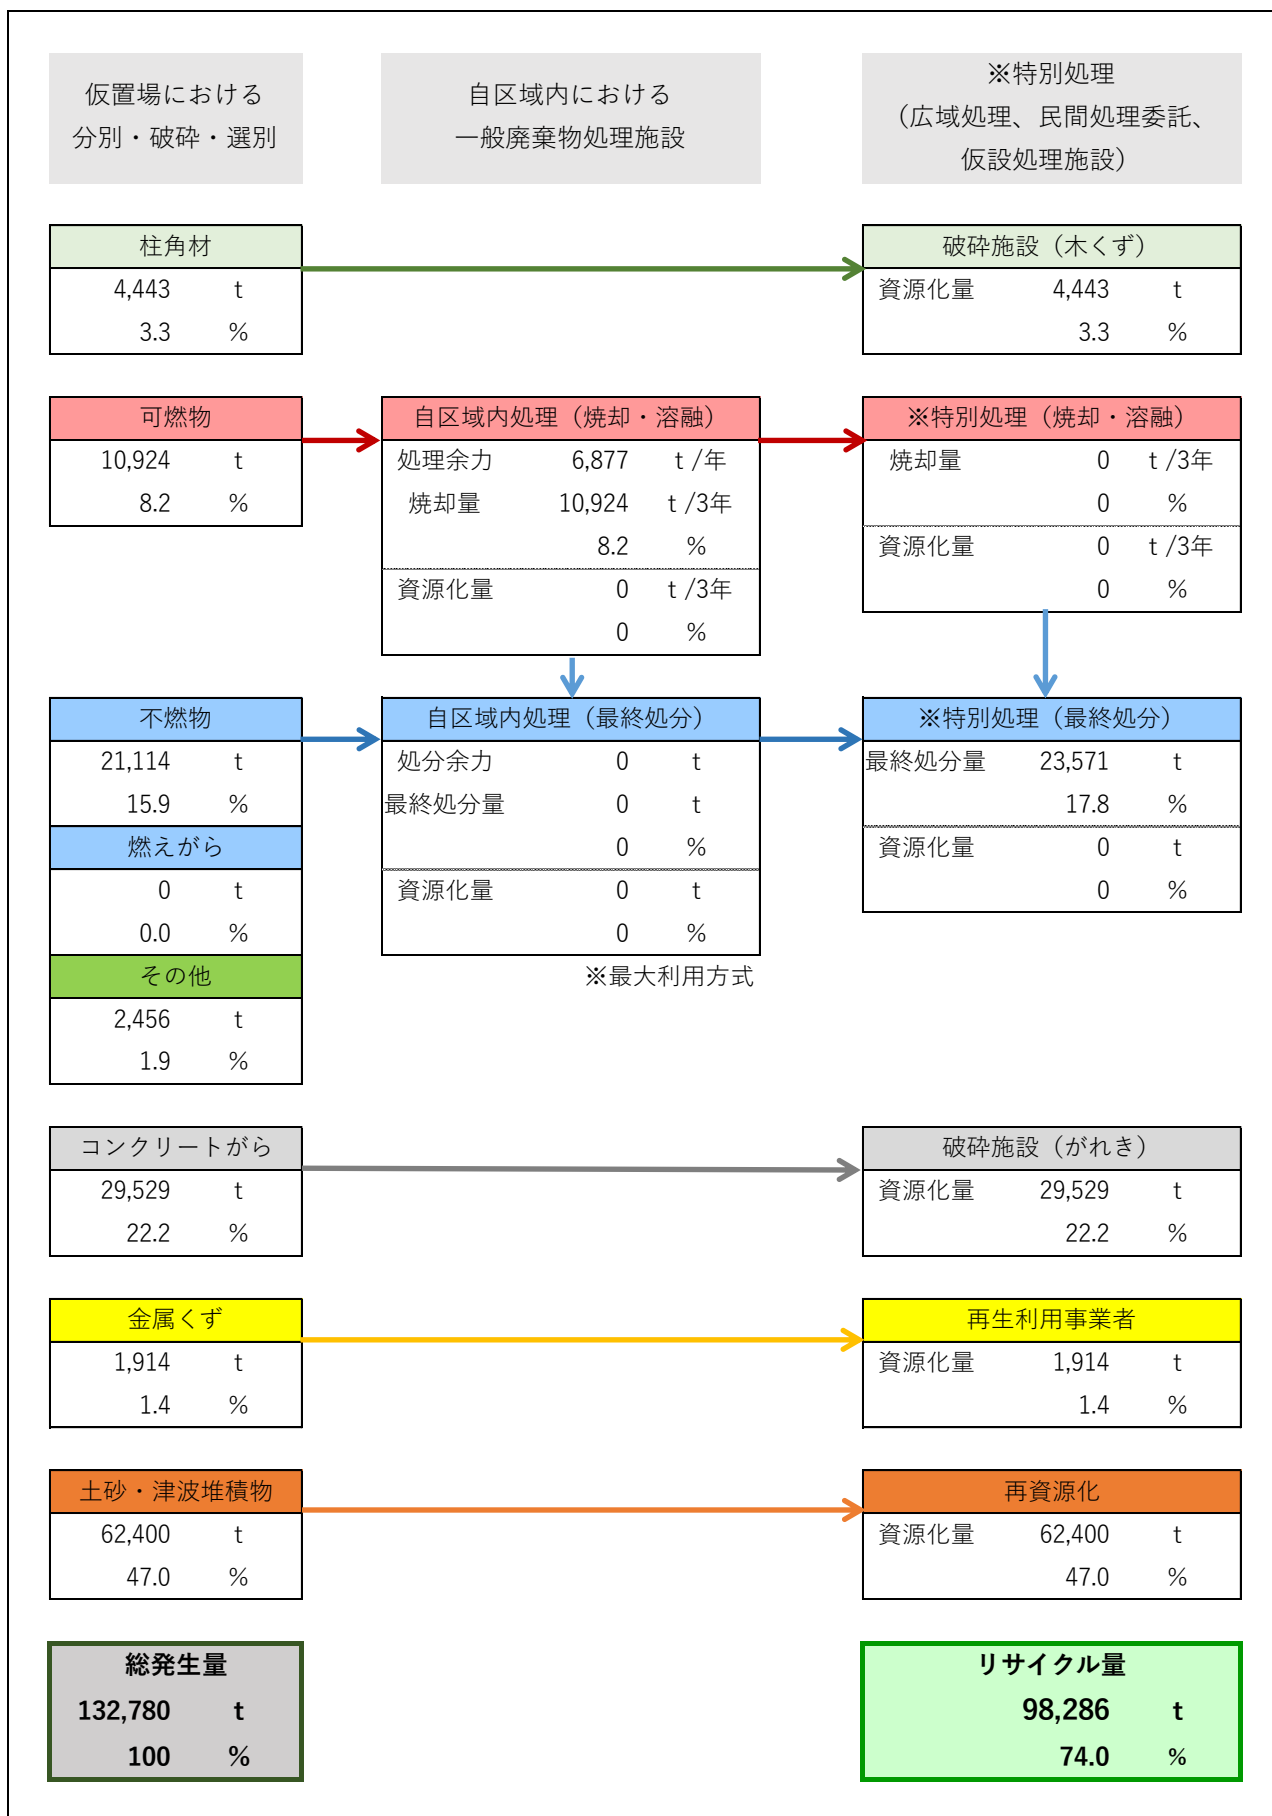 仮置場における
分別・破砕・選別
自区域内における
一般廃棄物処理施設
※特別処理
（広域処理、民間処理委託、
仮設処理施設）
柱角材
4,443 t
3.3 %
破砕施設（木くず）
資源化量 4,443 t
3.3 %
可燃物
10,924 t
8.2 %
自区域内処理（焼却・溶融）
処理余力 6,877 t /年
焼却量 10,924 t /3年
8.2 %
資源化量 0 t /3年
0 %
※特別処理（焼却・溶融）
焼却量 0 t /3年
0 %
資源化量 0 t /3年
0 %
不燃物
21,114 t
15.9 %
燃えがら
0 t
0.0 %
その他
2,456 t
1.9 %
自区域内処理（最終処分）
処分余力 0 t
最終処分量 0 t
0 %
資源化量 0 t
0 %
※最大利用方式
※特別処理（最終処分）
最終処分量 23,571 t
17.8 %
資源化量 0 t
0 %
コンクリートがら
29,529 t
22.2 %
破砕施設（がれき）
資源化量 29,529 t
22.2 %
金属くず
1,914 t
1.4 %
再生利用事業者
資源化量 1,914 t
1.4 %
土砂・津波堆積物
62,400 t
47.0 %
再資源化
資源化量 62,400 t
47.0 %
総発生量
132,780 t
100 %
リサイクル量
98,286 t
74.0 %